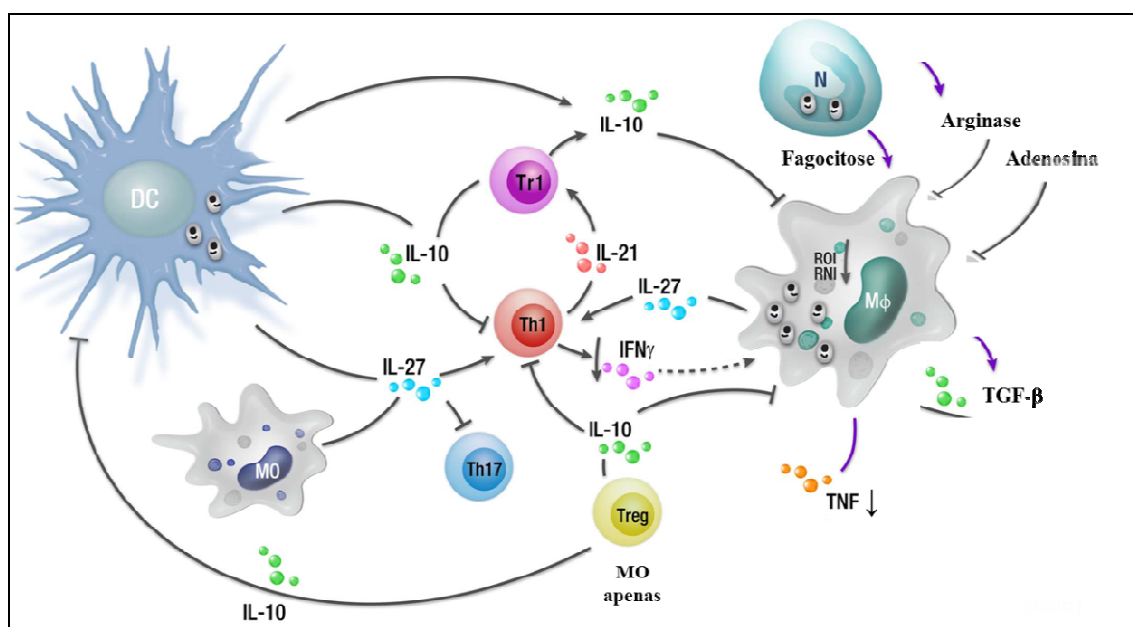 N
IL-10
Arginase
Fagocitose
Adenosina
Tr1
DC
IL-10
IL-21
ROI
RNI
IL-27
Mϕ
Th1
IFNγ
IL-27
TGF-β
IL-10
MO
Th17
TNF ↓
Treg
MO
apenas
IL-10